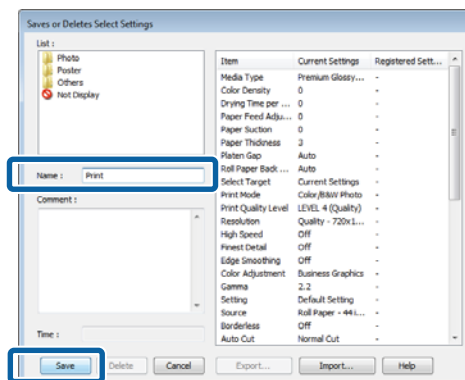 Saves or Deletes Select Settings
List :
Photo
Poster
Others
Not Display
Name :
Print
Comment :
Time :
Item Current Settings Registered Sett...
Media Type Premium Glossy... -
Color Density 0 -
Drying Time per ... 0 -
Paper Feed Adju... 0 -
Paper Suction 0 -
Paper Thickness 3 -
Platen Gap Auto -
Roll Paper Back ... Auto -
Select Target Current Settings -
Print Mode Color/B&W Photo -
Print Quality Level LEVEL 4 (Quality) -
Resolution Quality - 720x1... -
High Speed Off -
Finest Detail Off -
Edge Smoothing Off -
Color Adjustment Business Graphics -
Gamma 2.2 -
Setting Default Setting -
Source Roll Paper - 44 i... -
Borderless Off -
Auto Cut Normal Cut -
Save Delete Cancel Export... Import... Help